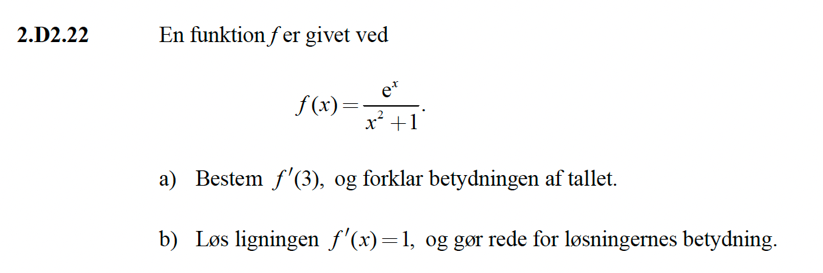 2.D2.22 En funktion f er givet ved
f(x) = e^x / (x^2 + 1).
a) Bestem f′(3), og forklar betydningen af tallet.
b) Løs ligningen f′(x) = 1, og gør rede for løsningernes betydning.